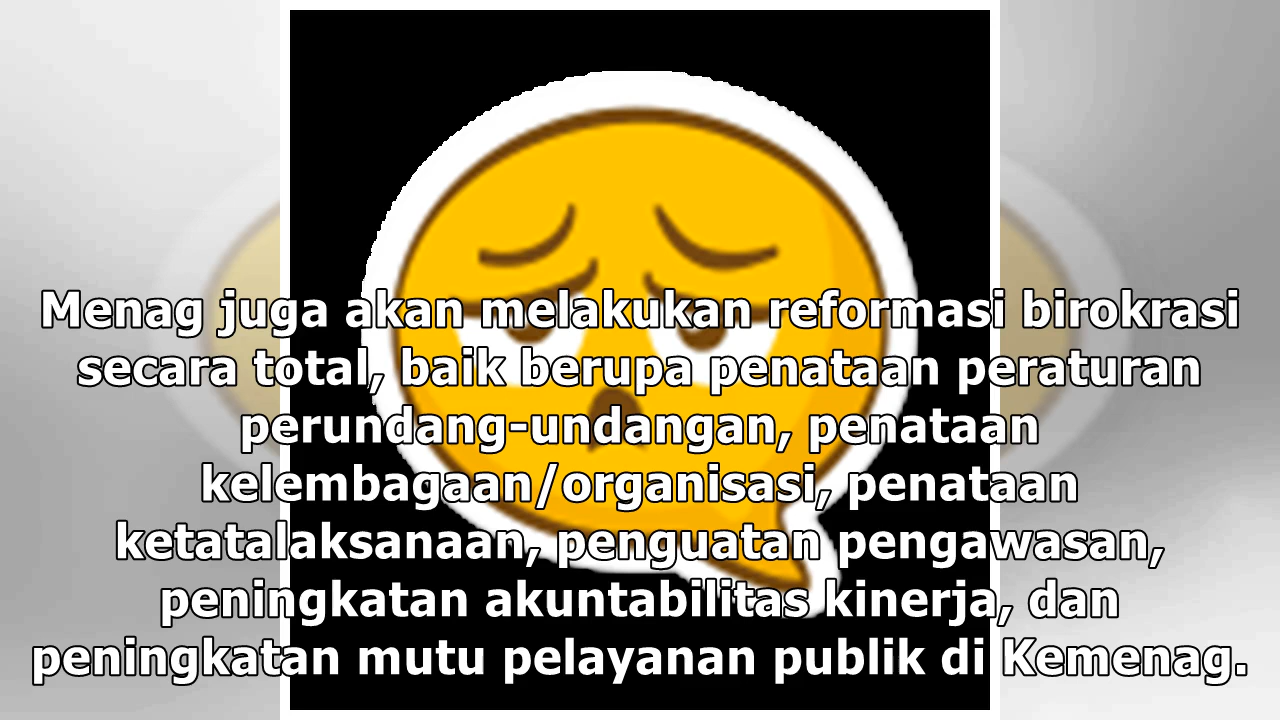 Menag juga akan melakukan reformasi birokrasi
secara total, baik berupa penataan peraturan
perundang-undangan, penataan
kelembagaan/organisasi, penataan
ketatalaksanaan, penguatan pengawasan,
peningkatan akuntabilitas kinerja, dan
peningkatan mutu pelayanan publik di Kemenag.